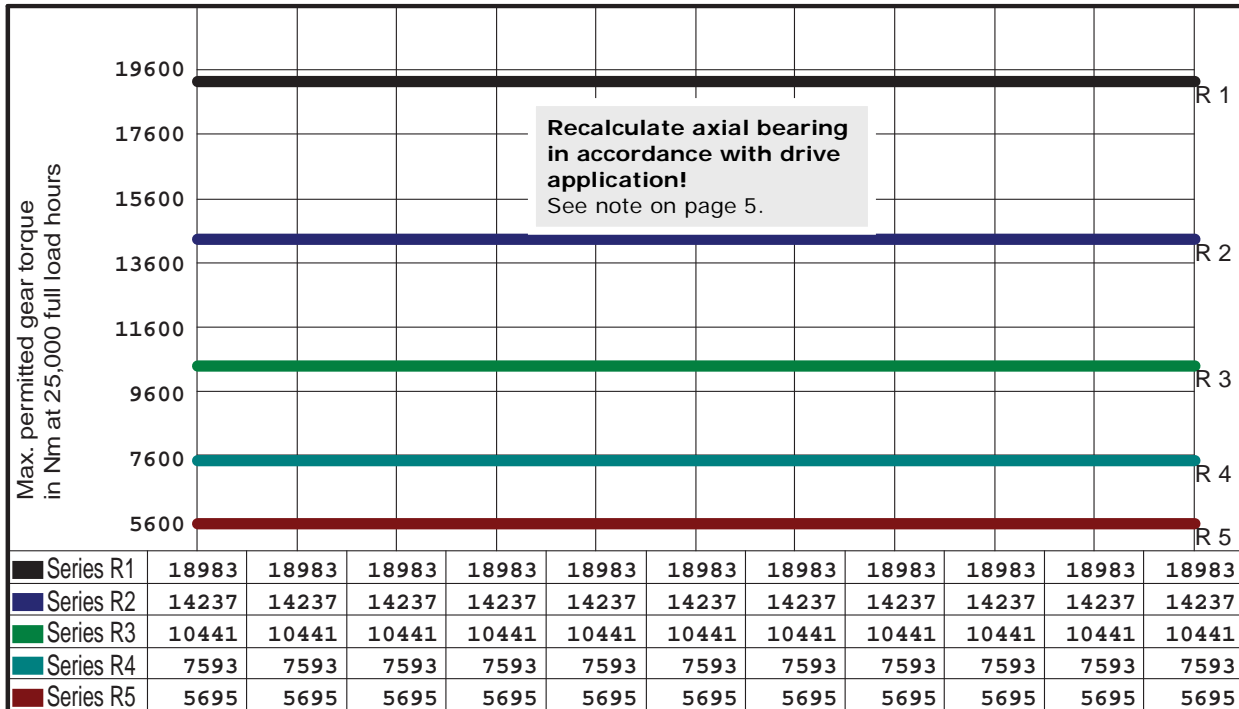 Max. permitted gear torque
in Nm at 25,000 full load hours
19600
17600
15600
13600
11600
9600
7600
5600
R 1
R 2
R 3
R 4
R 5
Recalculate axial bearing
in accordance with drive
application!
See note on page 5.
Series R1 18983 18983 18983 18983 18983 18983 18983 18983 18983 18983 18983
Series R2 14237 14237 14237 14237 14237 14237 14237 14237 14237 14237 14237
Series R3 10441 10441 10441 10441 10441 10441 10441 10441 10441 10441 10441
Series R4 7593 7593 7593 7593 7593 7593 7593 7593 7593 7593 7593
Series R5 5695 5695 5695 5695 5695 5695 5695 5695 5695 5695 5695